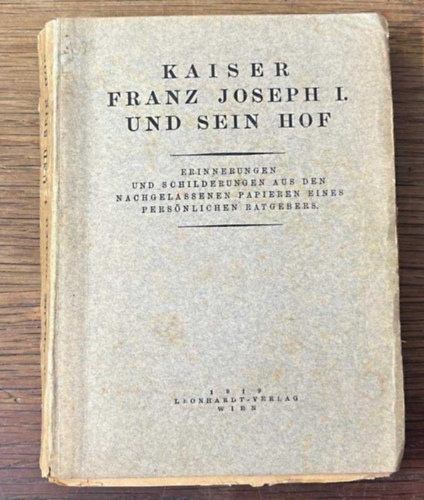 KAISER
FRANZ JOSEPH I.
UND SEIN HOF
ERINNERUNGEN
UND SCHILDERUNGEN AUS DEN
NACHGELASSENEN PAPIEREN EINES
PERSÖNLICHEN RATGEBERS.
1919
LEONHARDT-VERLAG
WIEN